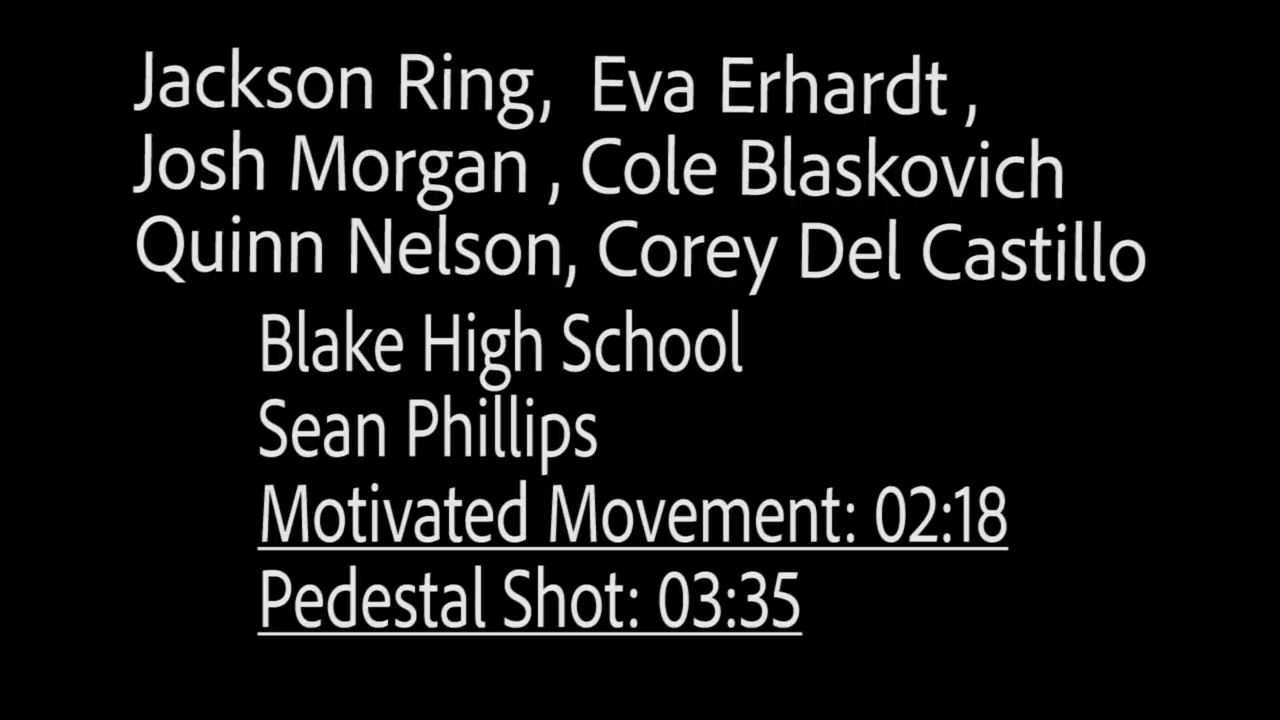 Jackson Ring,  Eva Erhardt ,
Josh Morgan , Cole Blaskovich
Quinn Nelson, Corey Del Castillo
Blake High School
Sean Phillips
Motivated Movement: 02:18
Pedestal Shot: 03:35